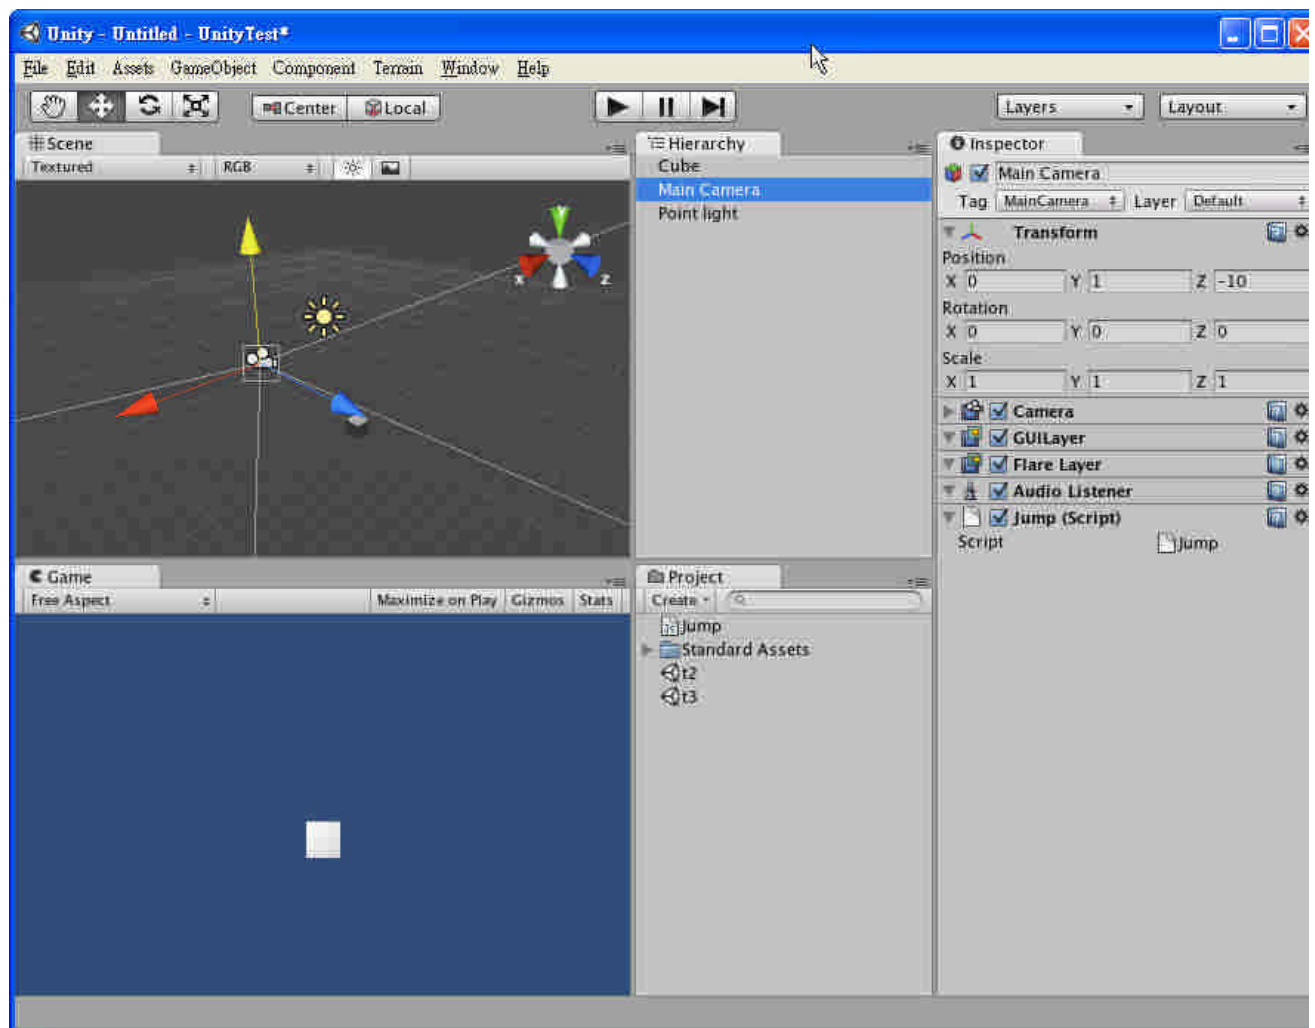 Unity - Untitled - UnityTest*
File Edit Assets GameObject Component Terrain Window Help
Center Local Layers Layout
Scene
Textured RGB
y
x
z
Hierarchy
Cube
Main Camera
Point light
Inspector
Main Camera
Tag MainCamera Layer Default
Transform
Position
X 0 Y 1 Z -10
Rotation
X 0 Y 0 Z 0
Scale
X 1 Y 1 Z 1
Camera
GUILayer
Flare Layer
Audio Listener
Jump (Script)
Script Jump
Game
Free Aspect Maximize on Play Gizmos Stats
Project
Create
Jump
Standard Assets
t2
t3